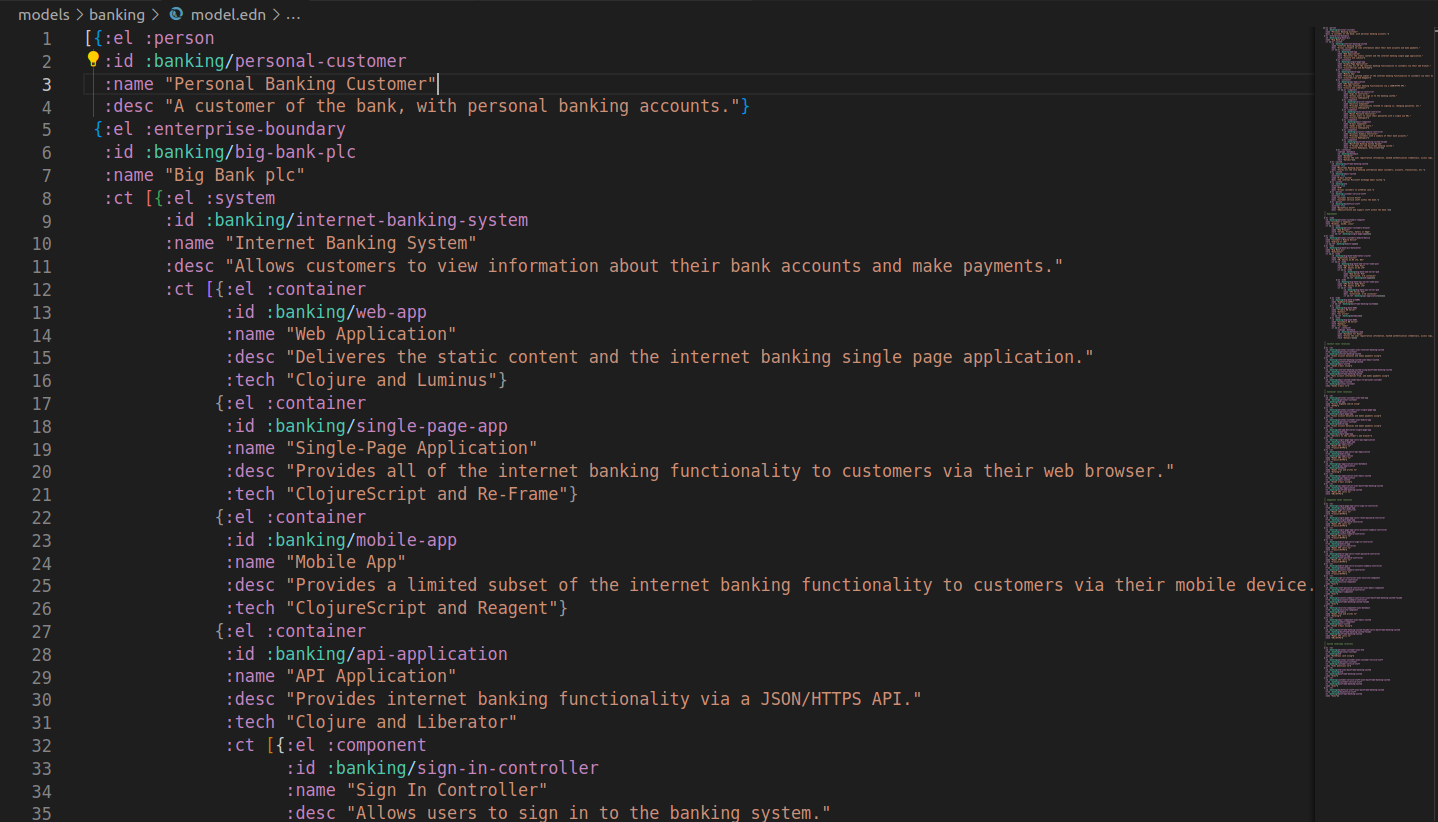 models > banking > model.edn > ...
1 [{:el :person
2 :id :banking/personal-customer
3 :name "Personal Banking Customer"
4 :desc "A customer of the bank, with personal banking accounts."}
5 {:el :enterprise-boundary
6 :id :banking/big-bank-plc
7 :name "Big Bank plc"
8 :ct [{:el :system
9 :id :banking/internet-banking-system
10 :name "Internet Banking System"
11 :desc "Allows customers to view information about their bank accounts and make payments."
12 :ct [{:el :container
13 :id :banking/web-app
14 :name "Web Application"
15 :desc "Deliveres the static content and the internet banking single page application."
16 :tech "Clojure and Luminus"}
17 {:el :container
18 :id :banking/single-page-app
19 :name "Single-Page Application"
20 :desc "Provides all of the internet banking functionality to customers via their web browser."
21 :tech "ClojureScript and Re-Frame"}
22 {:el :container
23 :id :banking/mobile-app
24 :name "Mobile App"
25 :desc "Provides a limited subset of the internet banking functionality to customers via their mobile device.
26 :tech "ClojureScript and Reagent"}
27 {:el :container
28 :id :banking/api-application
29 :name "API Application"
30 :desc "Provides internet banking functionality via a JSON/HTTPS API."
31 :tech "Clojure and Liberator"
32 :ct [{:el :component
33 :id :banking/sign-in-controller
34 :name "Sign In Controller"
35 :desc "Allows users to sign in to the banking system."